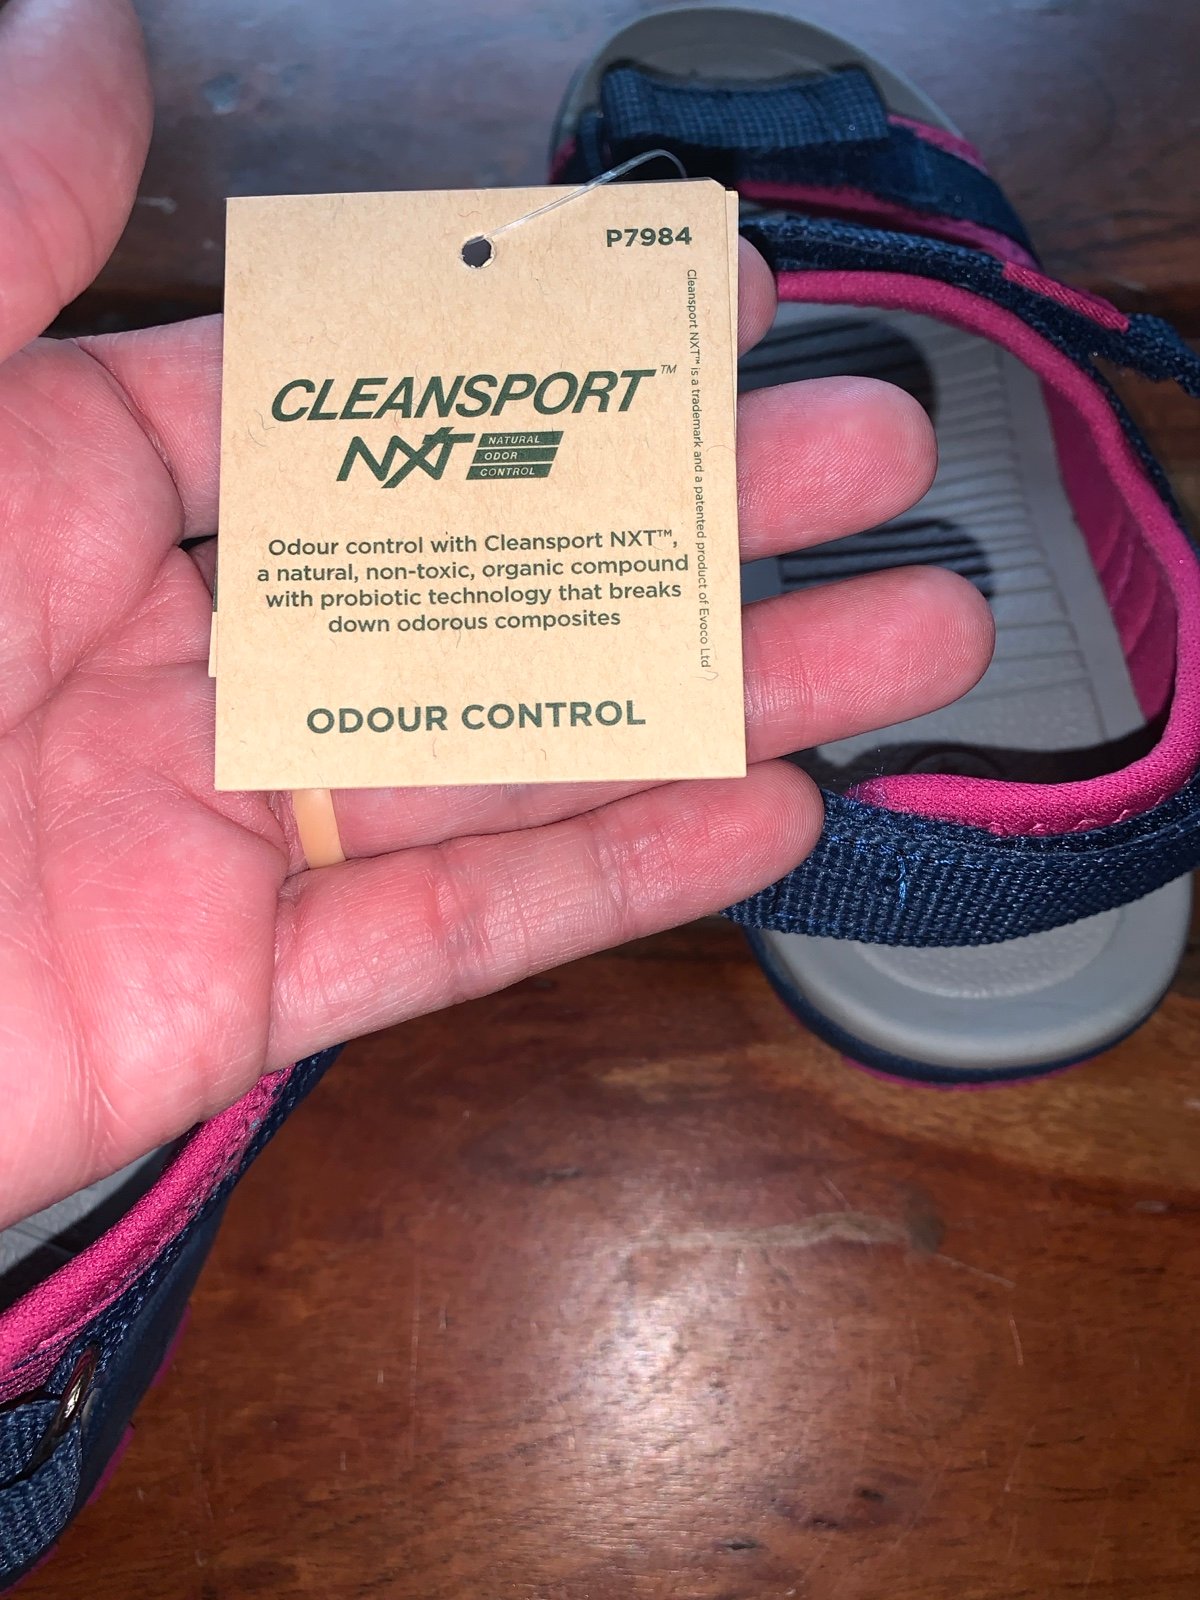 P7984
CLEANSPORT™
NXT
NATURAL
ODOR
CONTROL
Odour control with Cleansport NXT™,
a natural, non-toxic, organic compound
with probiotic technology that breaks
down odorous composites
ODOUR CONTROL
Cleansport NXT™ is a trademark and a patented product of Evoco Ltd